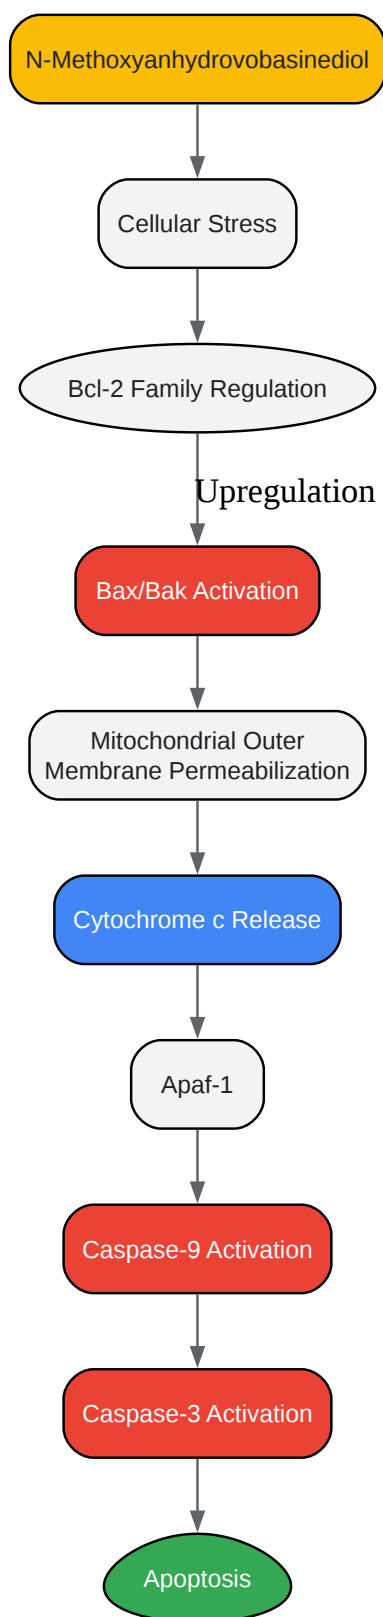 N-Methoxyanhydrovobasinediol
Cellular Stress
Bcl-2 Family Regulation
Upregulation
Bax/Bak Activation
Mitochondrial Outer
Membrane Permeabilization
Cytochrome c Release
Apaf-1
Caspase-9 Activation
Caspase-3 Activation
Apoptosis